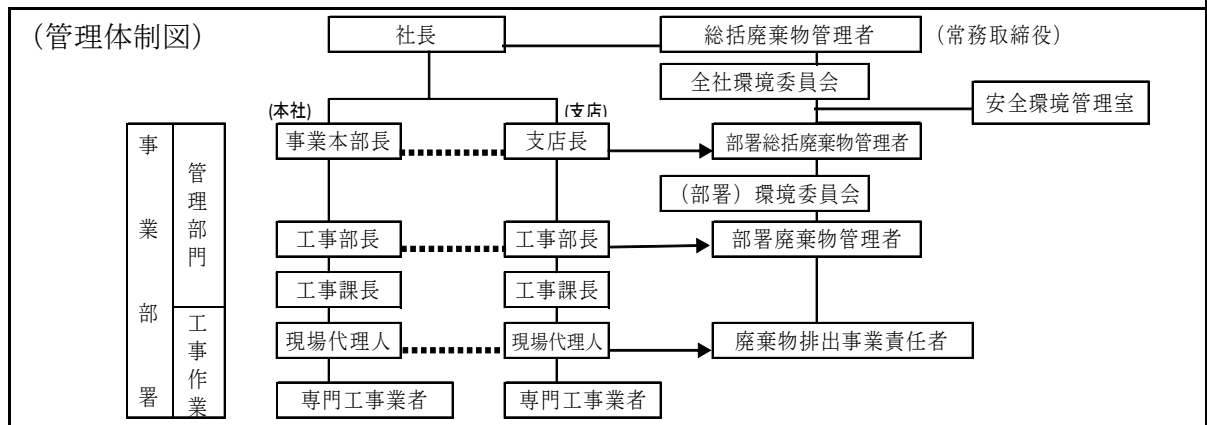 (管理体制図)
社長
総括廃棄物管理者
(常務取締役)
全社環境委員会
安全環境管理室
(本社)
(支店)
事業部署
管理部門
事業本部長
支店長
部署総括廃棄物管理者
(部署)環境委員会
工事部長
工事部長
部署廃棄物管理者
工事課長
工事課長
工事作業
現場代理人
現場代理人
廃棄物排出事業責任者
専門工事業者
専門工事業者